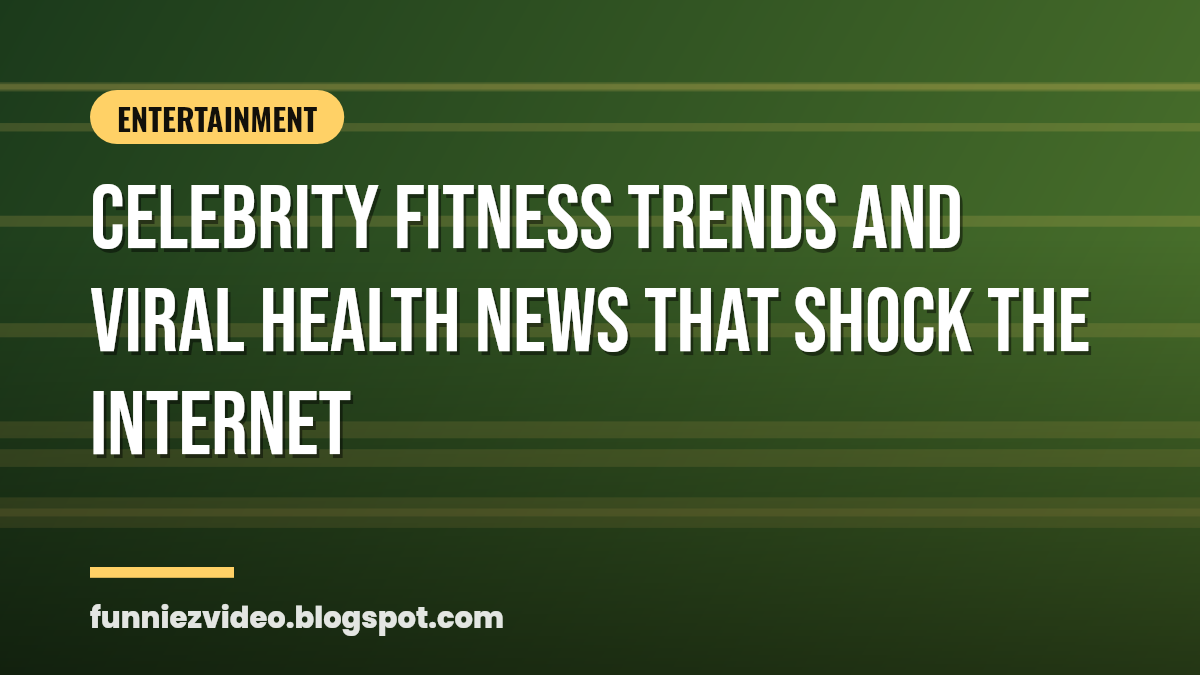 ENTERTAINMENT
CELEBRITY FITNESS TRENDS AND
VIRAL HEALTH NEWS THAT SHOCK THE
INTERNET
funniezvideo.blogspot.com